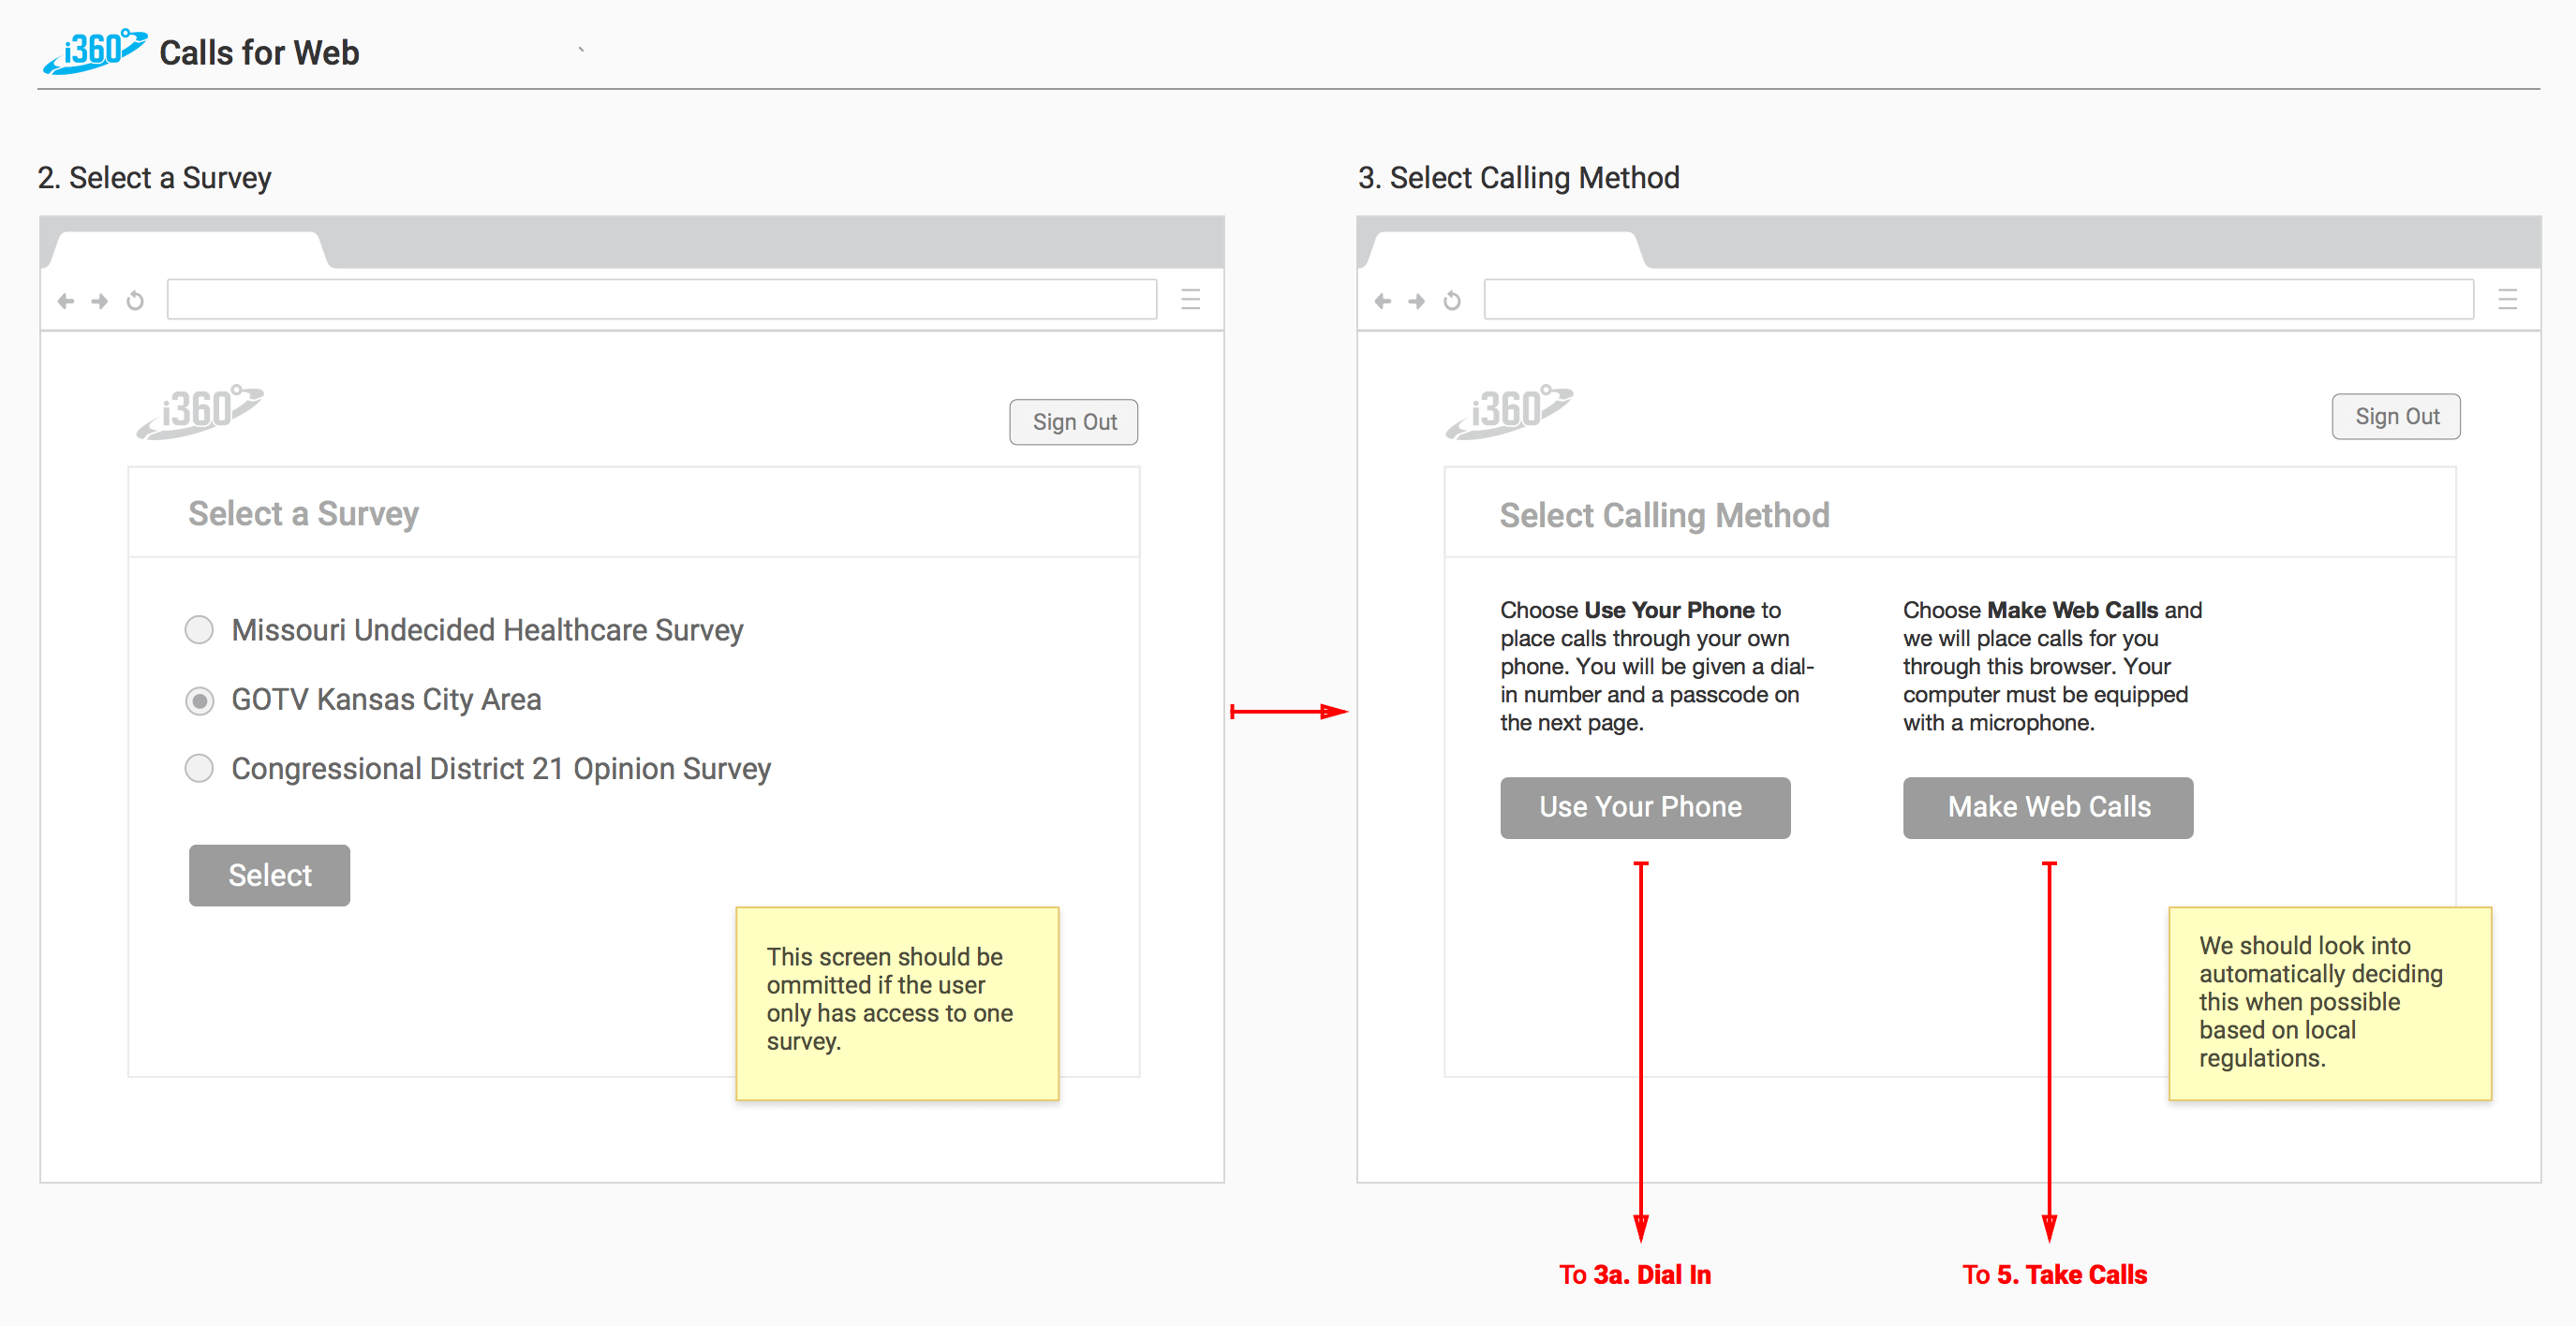 i360 Calls for Web `
2. Select a Survey
i360
Sign Out
Select a Survey
Missouri Undecided Healthcare Survey
GOTV Kansas City Area
Congressional District 21 Opinion Survey
Select
This screen should be
ommitted if the user
only has access to one
survey.
3. Select Calling Method
i360
Sign Out
Select Calling Method
Choose Use Your Phone to
place calls through your own
phone. You will be given a dial-
in number and a passcode on
the next page.
Use Your Phone
Choose Make Web Calls and
we will place calls for you
through this browser. Your
computer must be equipped
with a microphone.
Make Web Calls
We should look into
automatically deciding
this when possible
based on local
regulations.
To 3a. Dial In
To 5. Take Calls